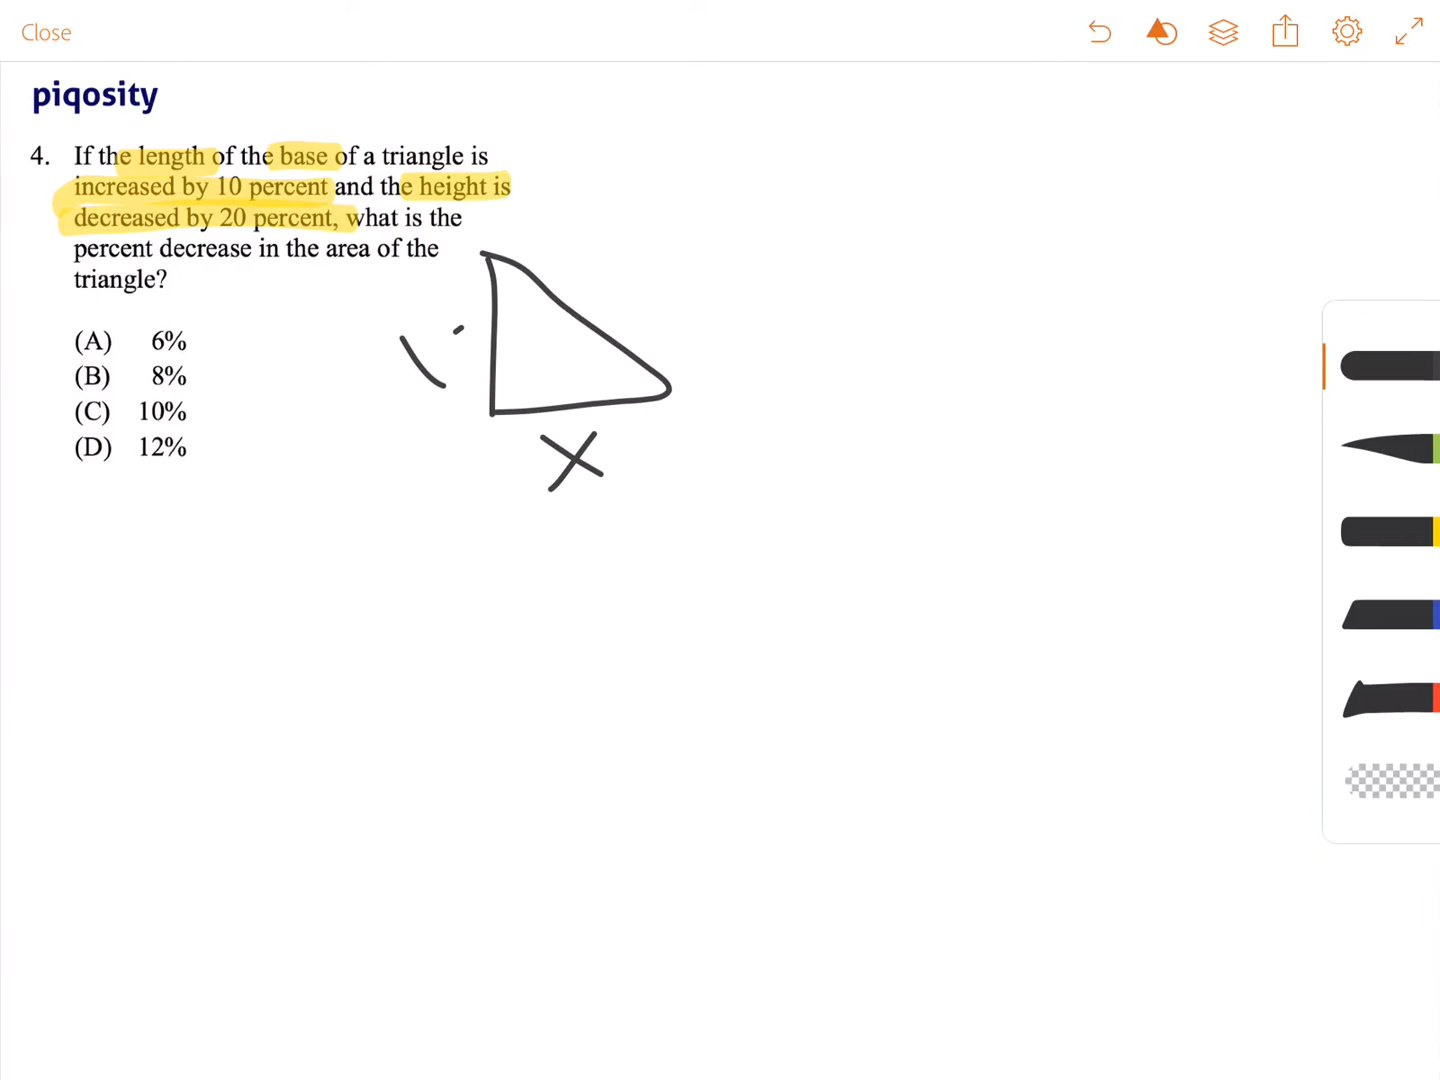 Close
piqosity
4. If the length of the base of a triangle is
increased by 10 percent and the height is
decreased by 20 percent, what is the
percent decrease in the area of the
triangle?
(A) 6%
(B) 8%
(C) 10%
(D) 12%
X